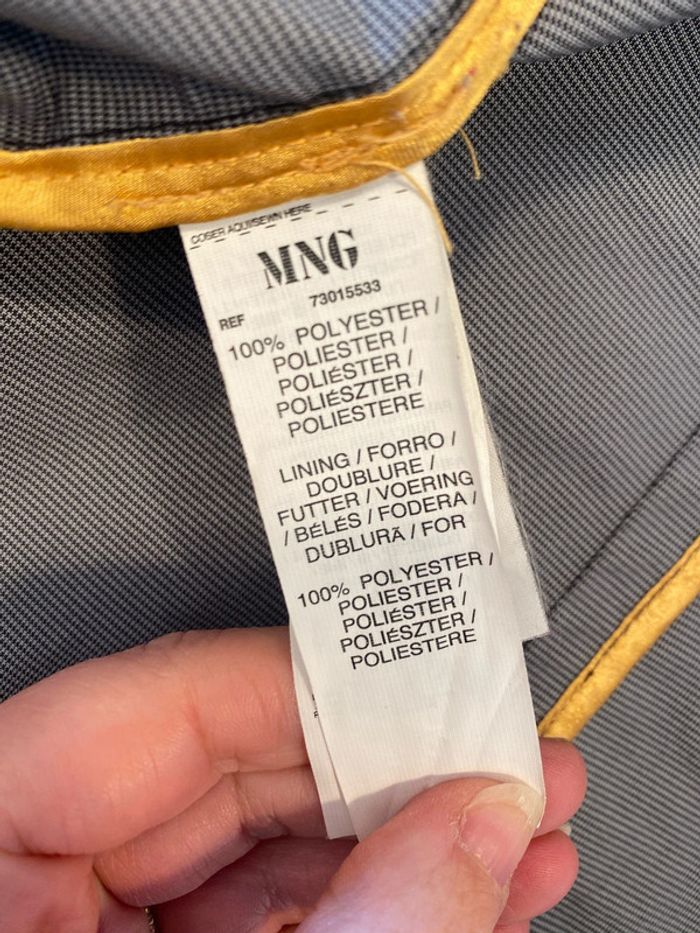 COSER AQUI/SEWN HERE
MNG
REF 73015533
100% POLYESTER /
POLIESTER /
POLIÉSTER /
POLIÉSZTER /
POLIESTERE
LINING / FORRO /
DOUBLURE /
FUTTER / VOERING
/ BÉLÉS / FODERA /
DUBLURĂ / FOR
100% POLYESTER /
POLIESTER /
POLIÉSTER /
POLIÉSZTER /
POLIESTERE